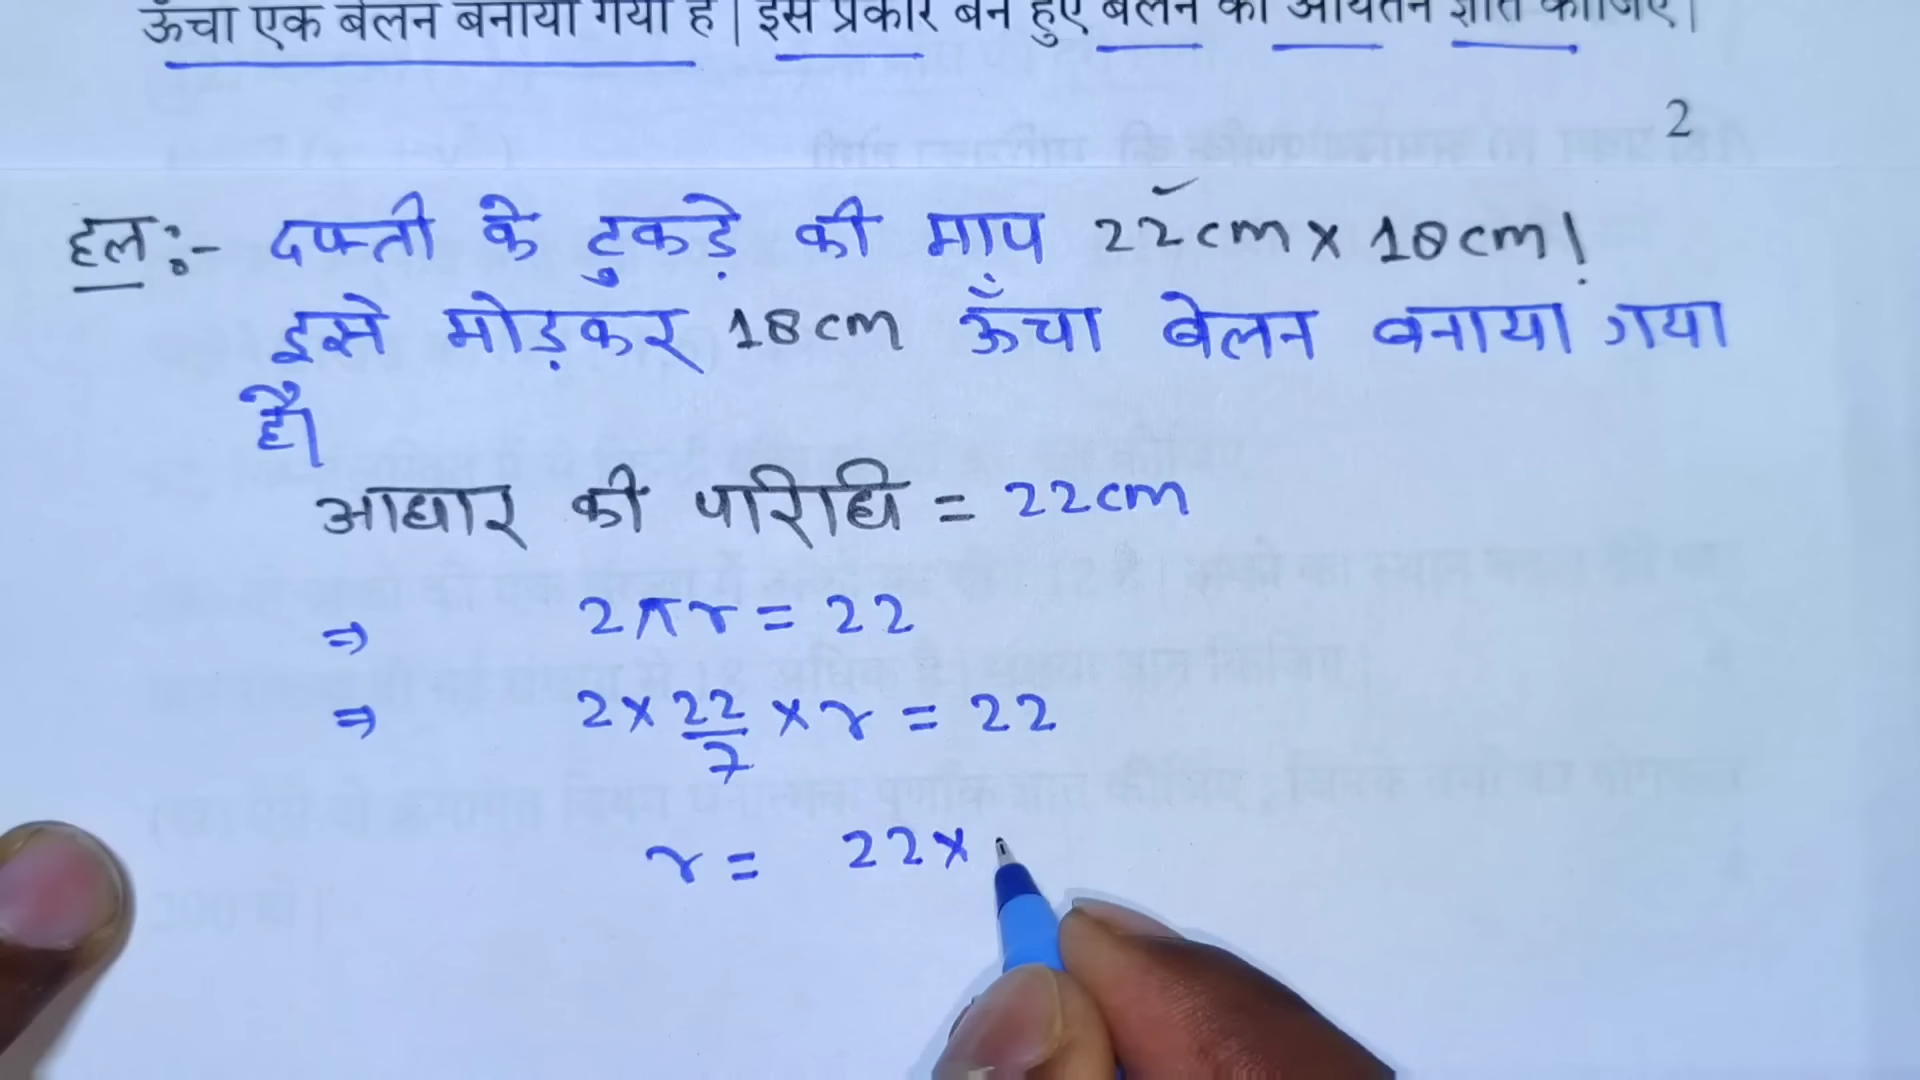 ऊँचा एक बेलन बनाया गया है | इस प्रकार बने हुए बेलन का आयतन ज्ञात कीजिए |
2
हल :- दफ्ती के टुकड़े की माप 22cm x 18cm |
इसे मोड़कर 18cm ऊँचा बेलन बनाया गया
है।
आधार की परिधि = 22cm
⇒ 2πr = 22
⇒ 2 × 22/7 × r = 22
r = 22 ×